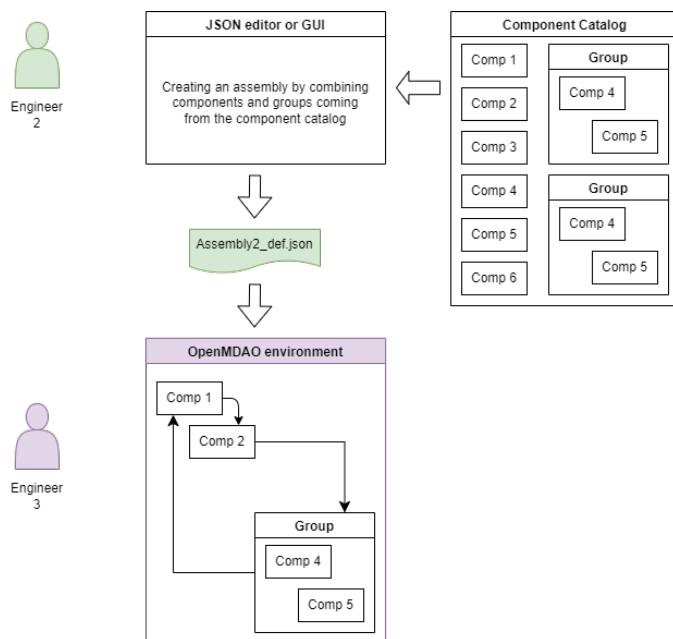 JSON editor or GUI
Creating an assembly by combining
components and groups coming
from the component catalog
Engineer
2
Component Catalog
Comp 1
Comp 2
Comp 3
Comp 4
Comp 5
Comp 6
Group
Comp 4
Comp 5
Group
Comp 4
Comp 5
Assembly2_def.json
OpenMDAO environment
Comp 1
Comp 2
Group
Comp 4
Comp 5
Engineer
3